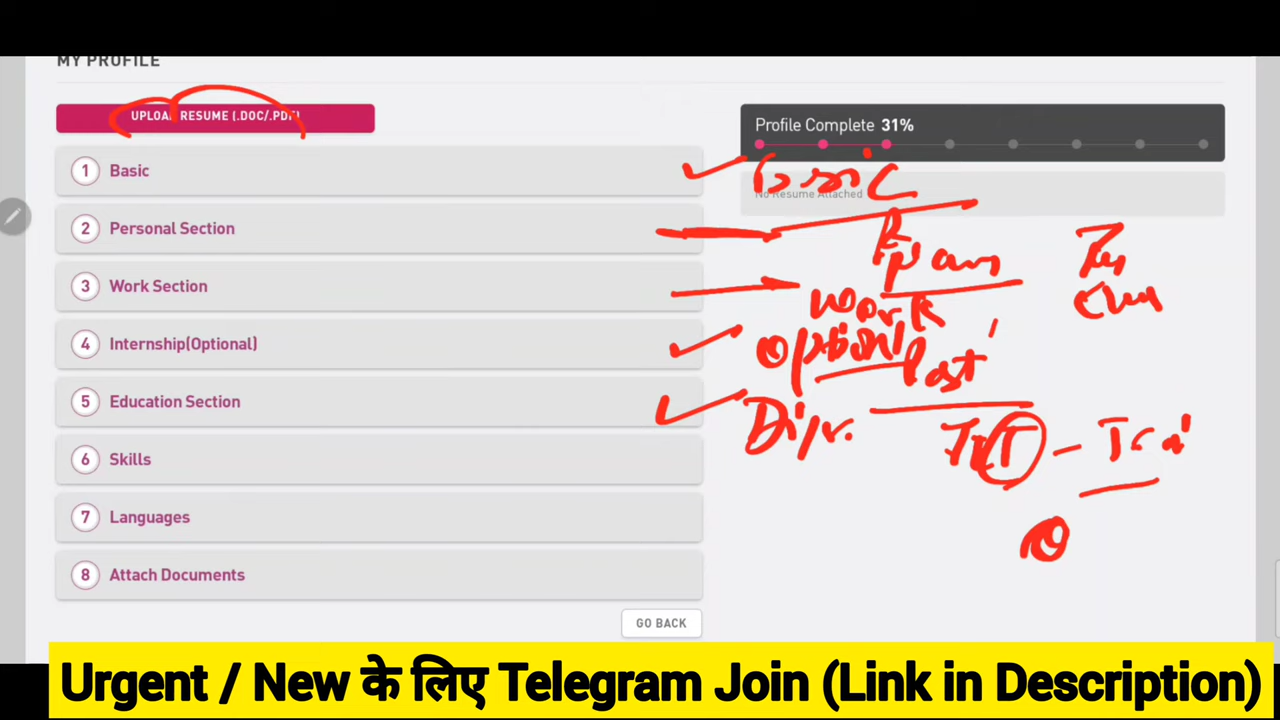 MY PROFILE
UPLOAD RESUME (.DOC/.PDF)
Profile Complete 31%
No Resume Attached
1 Basic
2 Personal Section
3 Work Section
work
4 Internship(Optional)
last
5 Education Section
6 Skills
7 Languages
8 Attach Documents
GO BACK
Urgent / New के लिए Telegram Join (Link in Description)